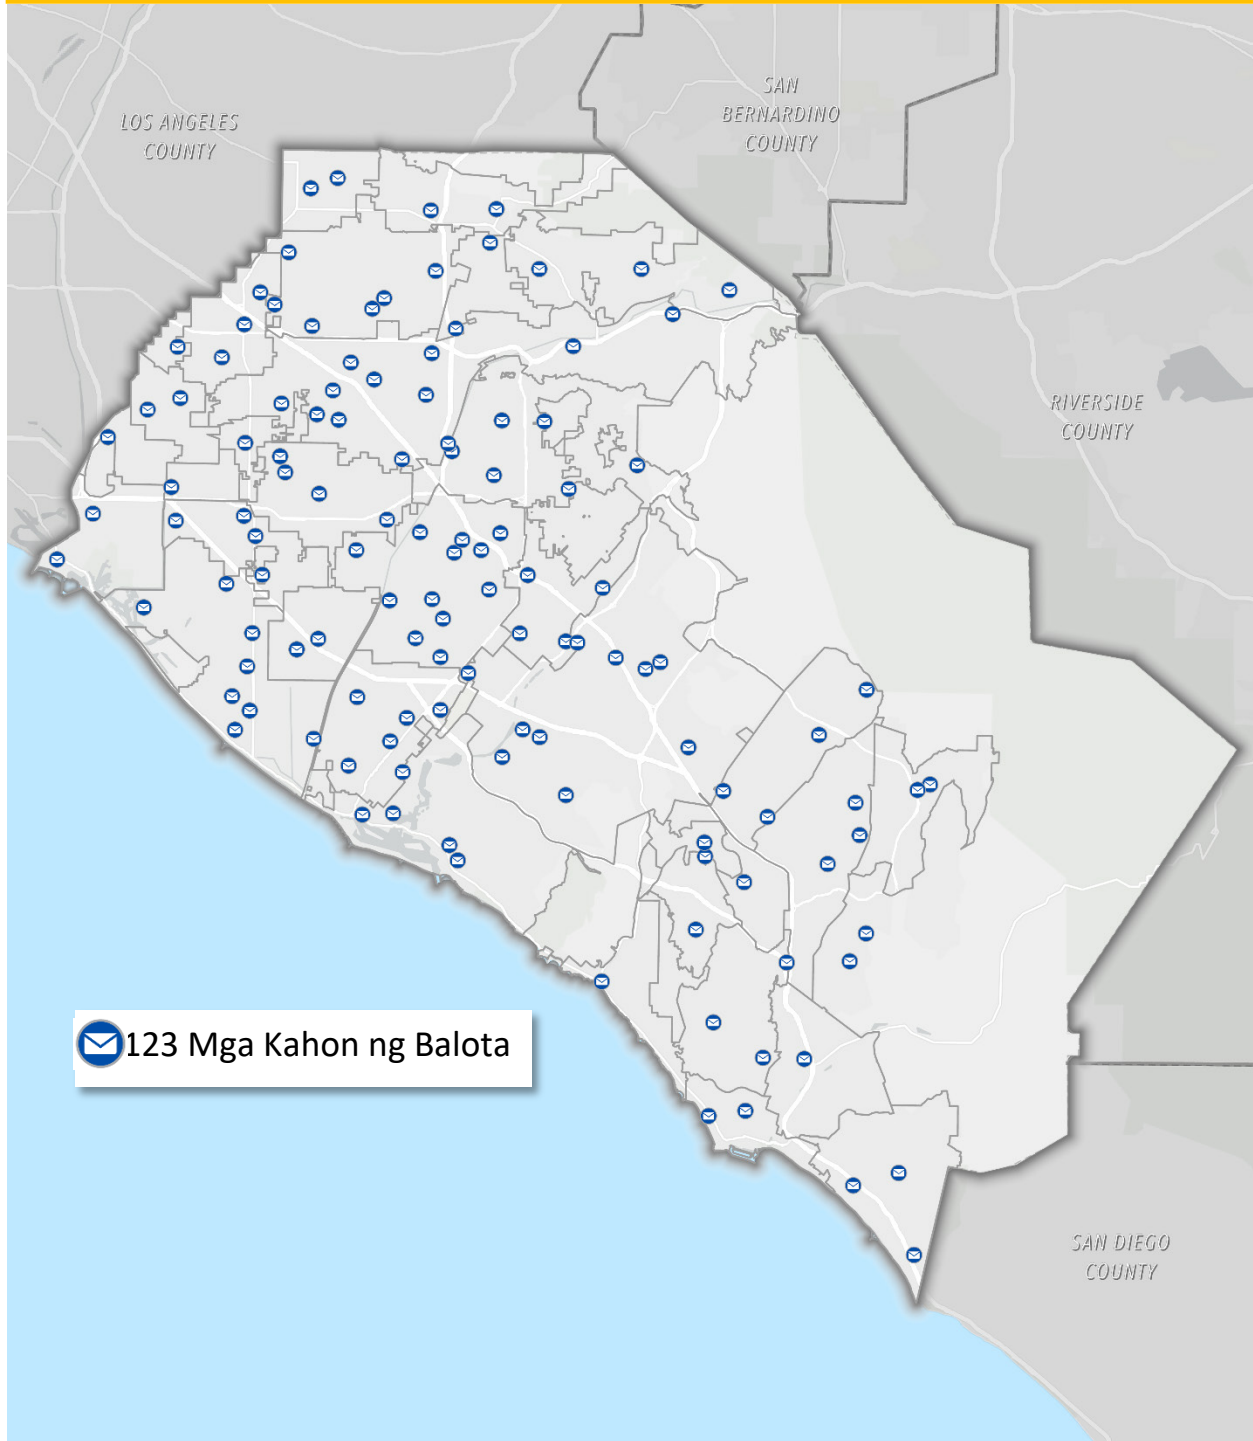 LOS ANGELES
COUNTY
SAN
BERNARDINO
COUNTY
RIVERSIDE
COUNTY
123 Mga Kahon ng Balota
SAN DIEGO
COUNTY